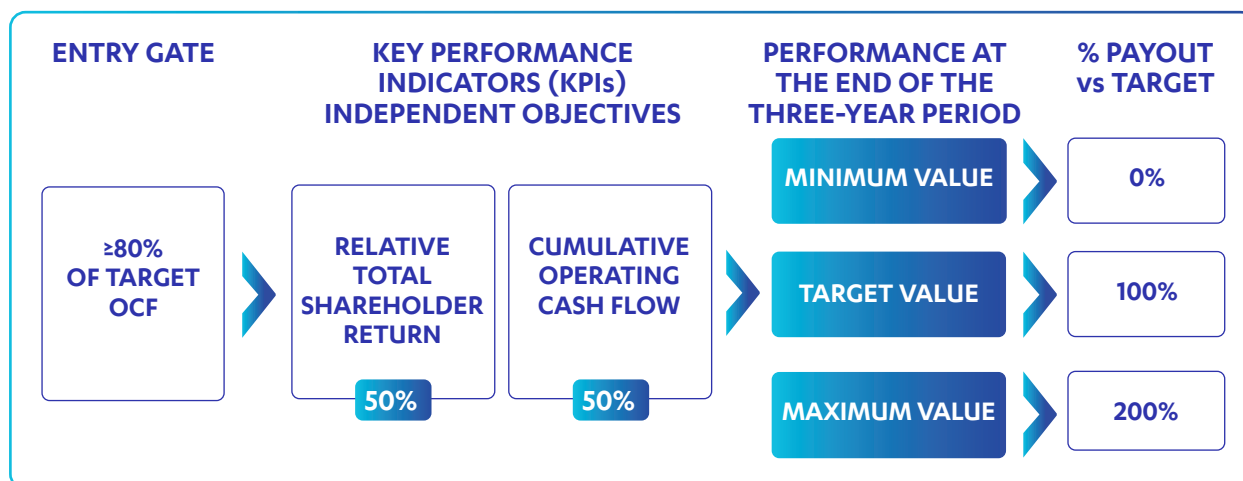 ENTRY GATE
KEY PERFORMANCE
INDICATORS (KPIs)
INDEPENDENT OBJECTIVES
PERFORMANCE AT
THE END OF THE
THREE-YEAR PERIOD
% PAYOUT
vs TARGET
≥80%
OF TARGET
OCF
RELATIVE
TOTAL
SHAREHOLDER
RETURN
50%
CUMULATIVE
OPERATING
CASH FLOW
50%
MINIMUM VALUE
0%
TARGET VALUE
100%
MAXIMUM VALUE
200%